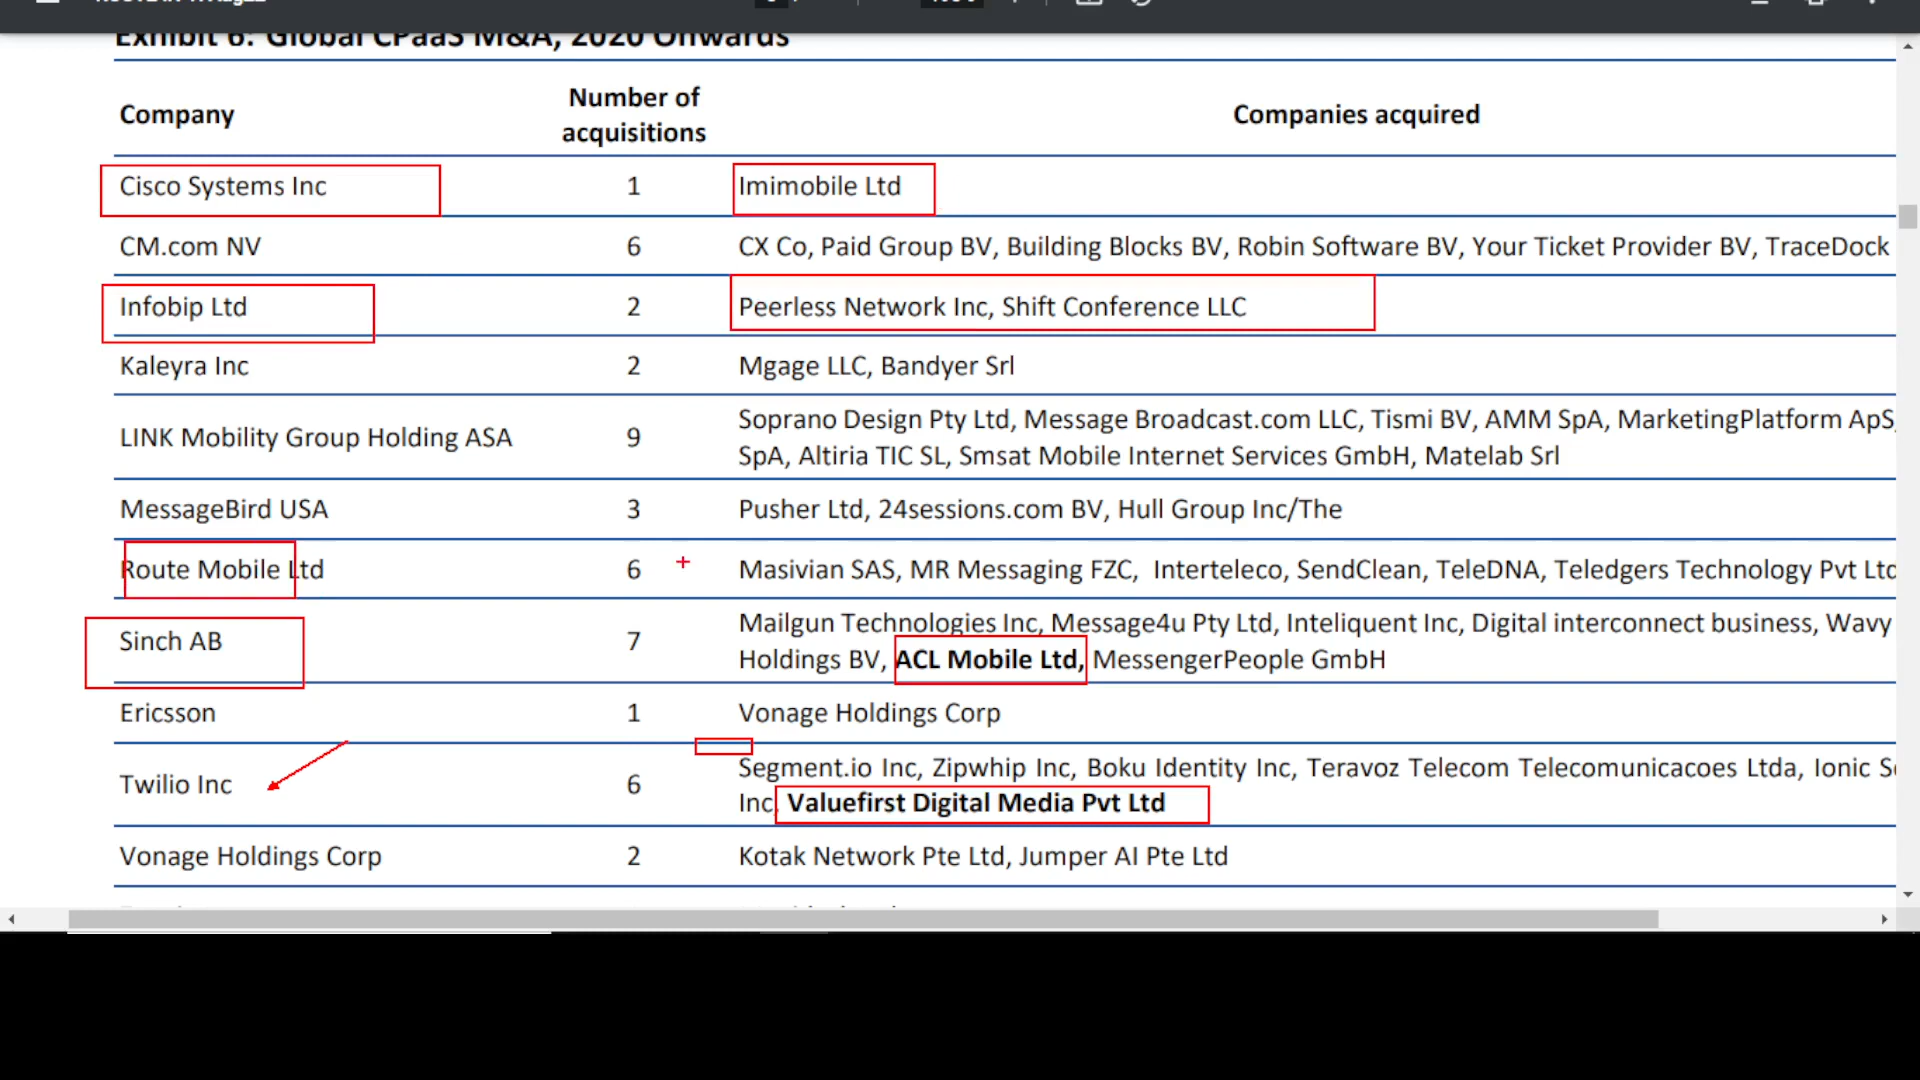 Exhibit 6: Global CPaaS M&A, 2020 Onwards
Company
Number of
acquisitions
Companies acquired
Cisco Systems Inc 1 Imimobile Ltd
CM.com NV 6 CX Co, Paid Group BV, Building Blocks BV, Robin Software BV, Your Ticket Provider BV, TraceDock
Infobip Ltd 2 Peerless Network Inc, Shift Conference LLC
Kaleyra Inc 2 Mgage LLC, Bandyer Srl
LINK Mobility Group Holding ASA 9 Soprano Design Pty Ltd, Message Broadcast.com LLC, Tismi BV, AMM SpA, MarketingPlatform ApS,
SpA, Altiria TIC SL, Smsat Mobile Internet Services GmbH, Matelab Srl
MessageBird USA 3 Pusher Ltd, 24sessions.com BV, Hull Group Inc/The
Route Mobile Ltd 6 Masivian SAS, MR Messaging FZC, Interteleco, SendClean, TeleDNA, Teledgers Technology Pvt Ltd
Sinch AB 7 Mailgun Technologies Inc, Message4u Pty Ltd, Inteliquent Inc, Digital interconnect business, Wavy
Holdings BV, ACL Mobile Ltd, MessengerPeople GmbH
Ericsson 1 Vonage Holdings Corp
Twilio Inc 6 Segment.io Inc, Zipwhip Inc, Boku Identity Inc, Teravoz Telecom Telecomunicacoes Ltda, Ionic
Inc, Valuefirst Digital Media Pvt Ltd
Vonage Holdings Corp 2 Kotak Network Pte Ltd, Jumper AI Pte Ltd